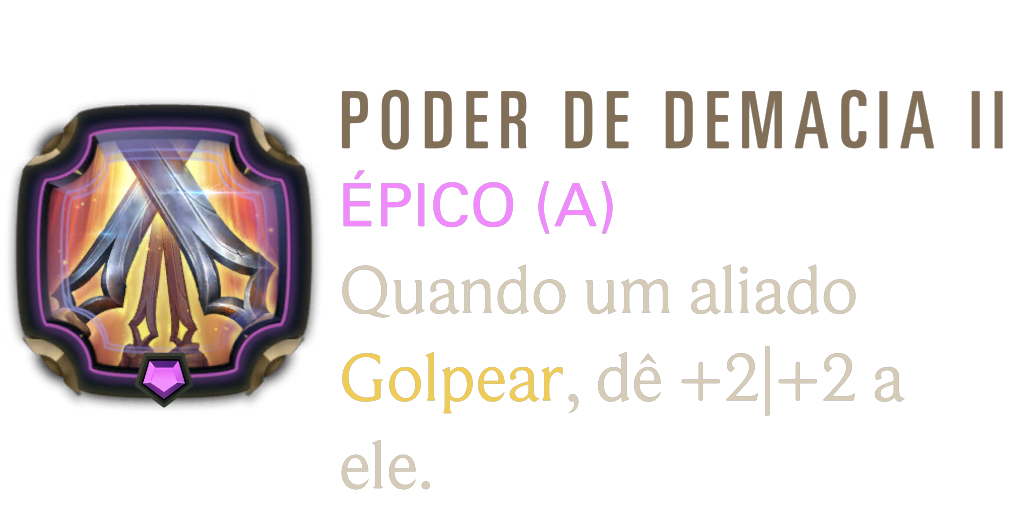 PODER DE DEMACIA II
ÉPICO (A)
Quando um aliado
Golpear, dê +2|+2 a
ele.